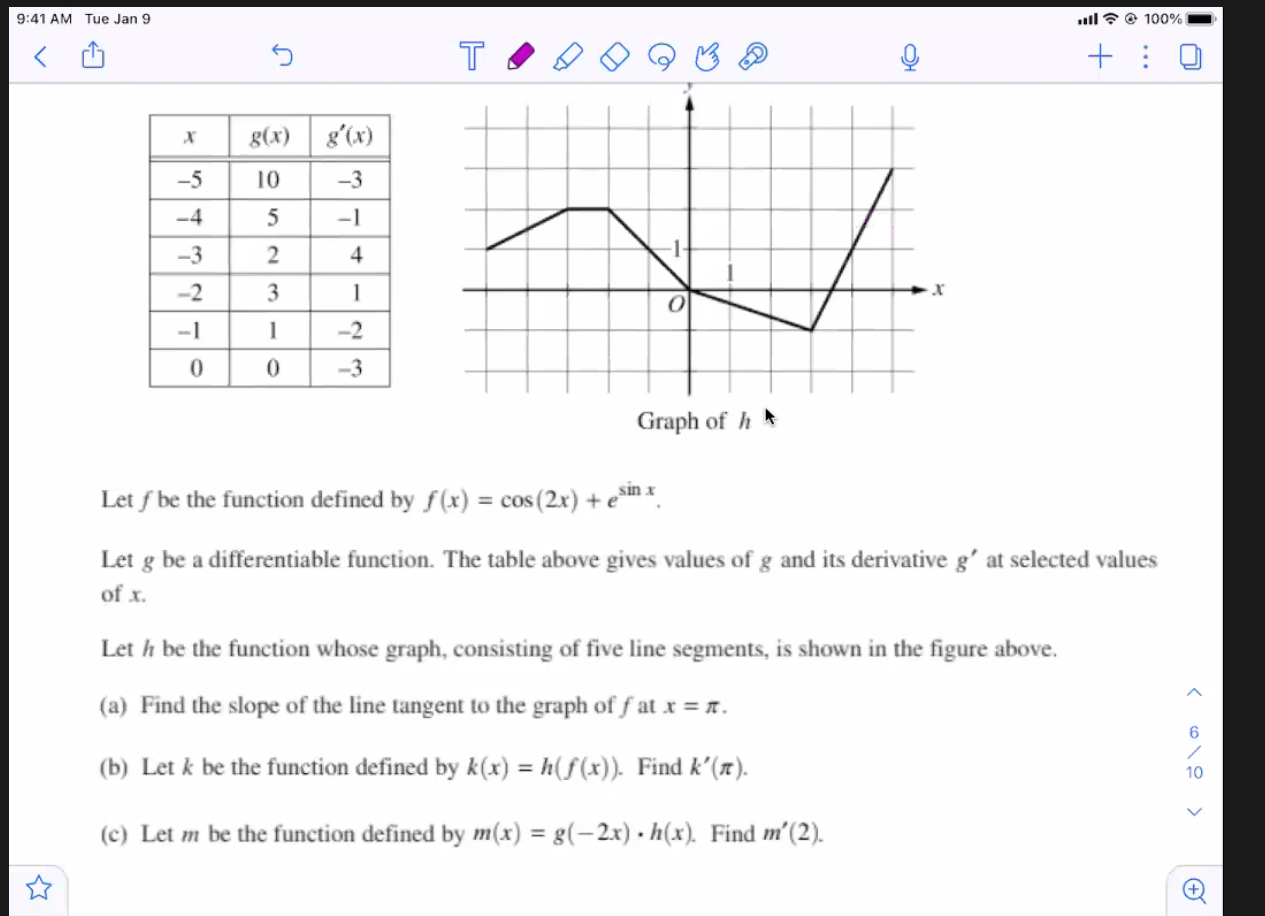 9:41 AM Tue Jan 9 100%
T
x g(x) g′(x)
−5 10 −3
−4 5 −1
−3 2 4
−2 3 1
−1 1 −2
0 0 −3
y
1
1
O
x
Graph of h
Let f be the function defined by f(x) = cos(2x) + e^{sin x}.
Let g be a differentiable function. The table above gives values of g and its derivative g′ at selected values
of x.
Let h be the function whose graph, consisting of five line segments, is shown in the figure above.
(a) Find the slope of the line tangent to the graph of f at x = π.
(b) Let k be the function defined by k(x) = h(f(x)). Find k′(π).
(c) Let m be the function defined by m(x) = g(−2x) · h(x). Find m′(2).
6
/
10